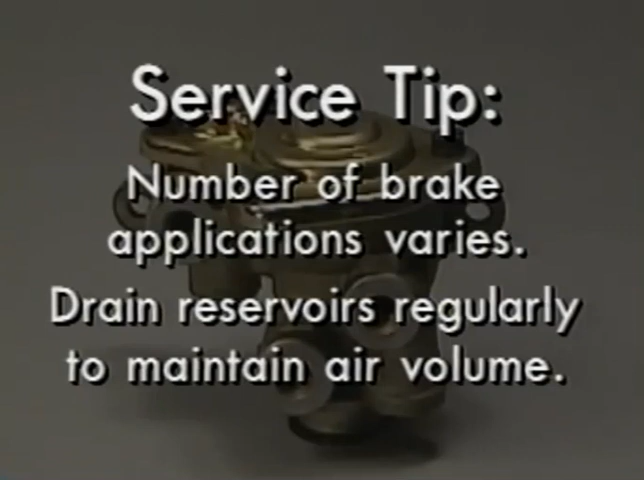 Service Tip:
Number of brake
applications varies.
Drain reservoirs regularly
to maintain air volume.